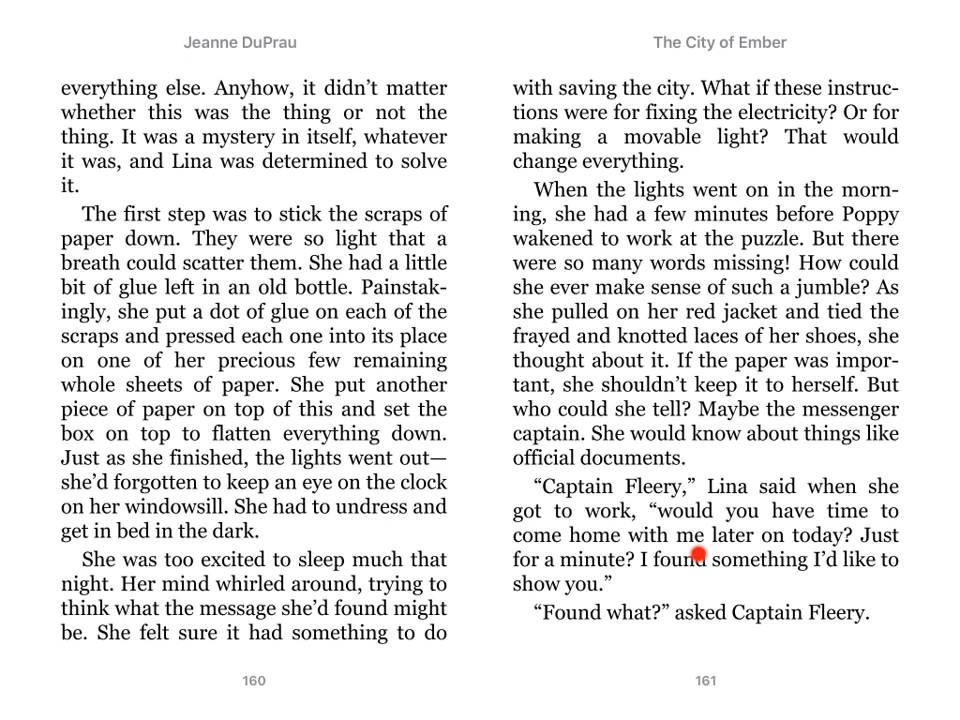 Jeanne DuPrau
everything else. Anyhow, it didn’t matter
whether this was the thing or not the
thing. It was a mystery in itself, whatever
it was, and Lina was determined to solve
it.
The first step was to stick the scraps of
paper down. They were so light that a
breath could scatter them. She had a little
bit of glue left in an old bottle. Painstak-
ingly, she put a dot of glue on each of the
scraps and pressed each one into its place
on one of her precious few remaining
whole sheets of paper. She put another
piece of paper on top of this and set the
box on top to flatten everything down.
Just as she finished, the lights went out—
she’d forgotten to keep an eye on the clock
on her windowsill. She had to undress and
get in bed in the dark.
She was too excited to sleep much that
night. Her mind whirled around, trying to
think what the message she’d found might
be. She felt sure it had something to do
160
The City of Ember
with saving the city. What if these instruc-
tions were for fixing the electricity? Or for
making a movable light? That would
change everything.
When the lights went on in the morn-
ing, she had a few minutes before Poppy
wakened to work at the puzzle. But there
were so many words missing! How could
she ever make sense of such a jumble? As
she pulled on her red jacket and tied the
frayed and knotted laces of her shoes, she
thought about it. If the paper was impor-
tant, she shouldn’t keep it to herself. But
who could she tell? Maybe the messenger
captain. She would know about things like
official documents.
“Captain Fleery,” Lina said when she
got to work, “would you have time to
come home with me later on today? Just
for a minute? I found something I’d like to
show you.”
“Found what?” asked Captain Fleery.
161